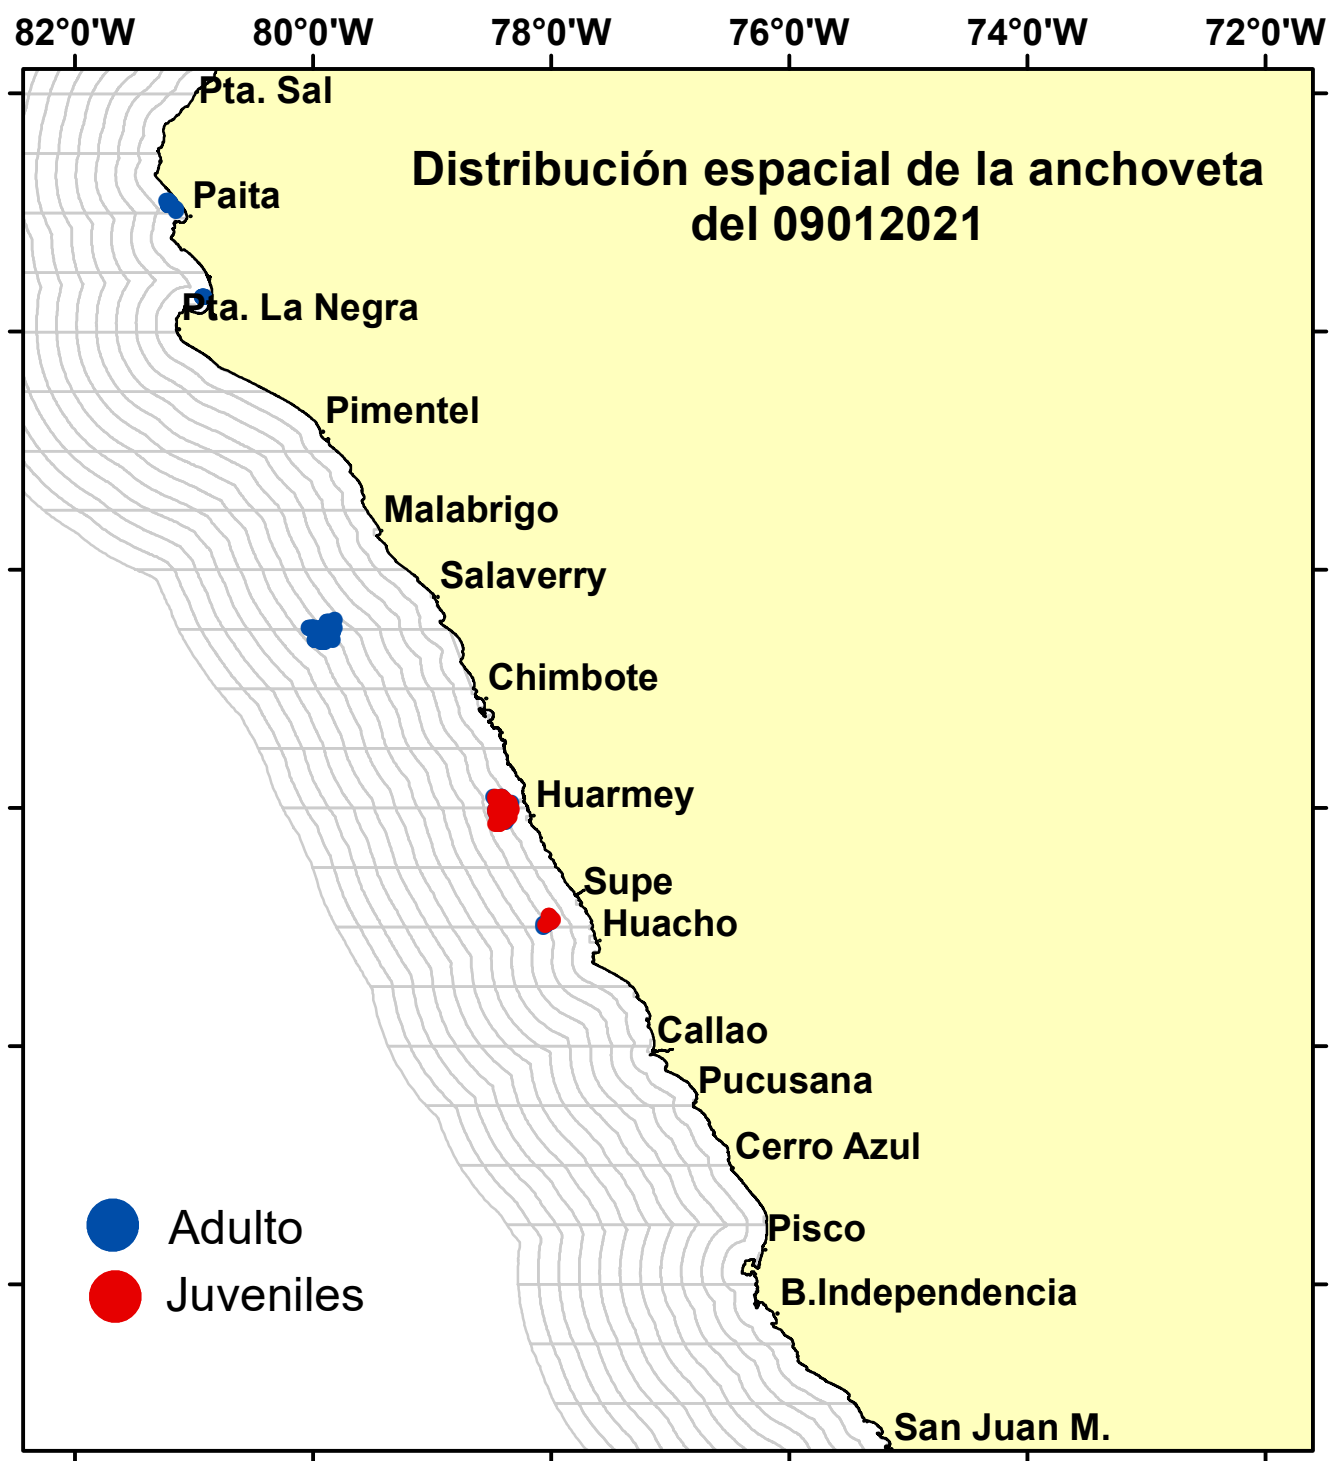 82°0'W 80°0'W 78°0'W 76°0'W 74°0'W 72°0'W
Pta. Sal
Distribución espacial de la anchoveta
del 09012021
Paita
Pta. La Negra
Pimentel
Malabrigo
Salaverry
Chimbote
Huarmey
Supe
Huacho
Callao
Pucusana
Cerro Azul
Pisco
B.Independencia
San Juan M.
Adulto
Juveniles